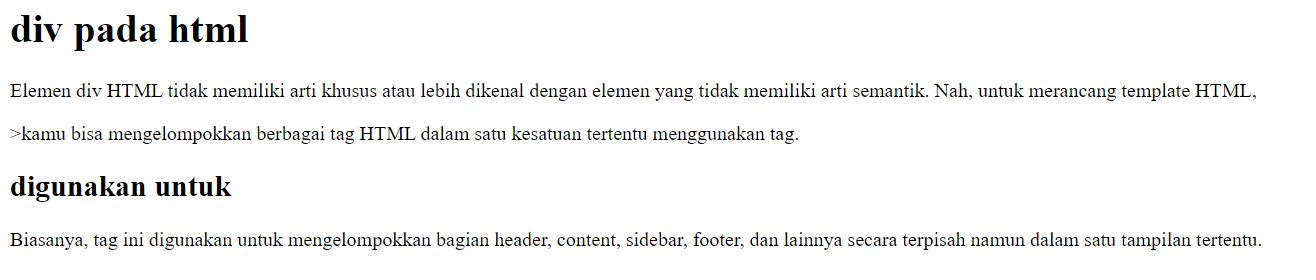 div pada html
Elemen div HTML tidak memiliki arti khusus atau lebih dikenal dengan elemen yang tidak memiliki arti semantik. Nah, untuk merancang template HTML,
>kamu bisa mengelompokkan berbagai tag HTML dalam satu kesatuan tertentu menggunakan tag.
digunakan untuk
Biasanya, tag ini digunakan untuk mengelompokkan bagian header, content, sidebar, footer, dan lainnya secara terpisah namun dalam satu tampilan tertentu.